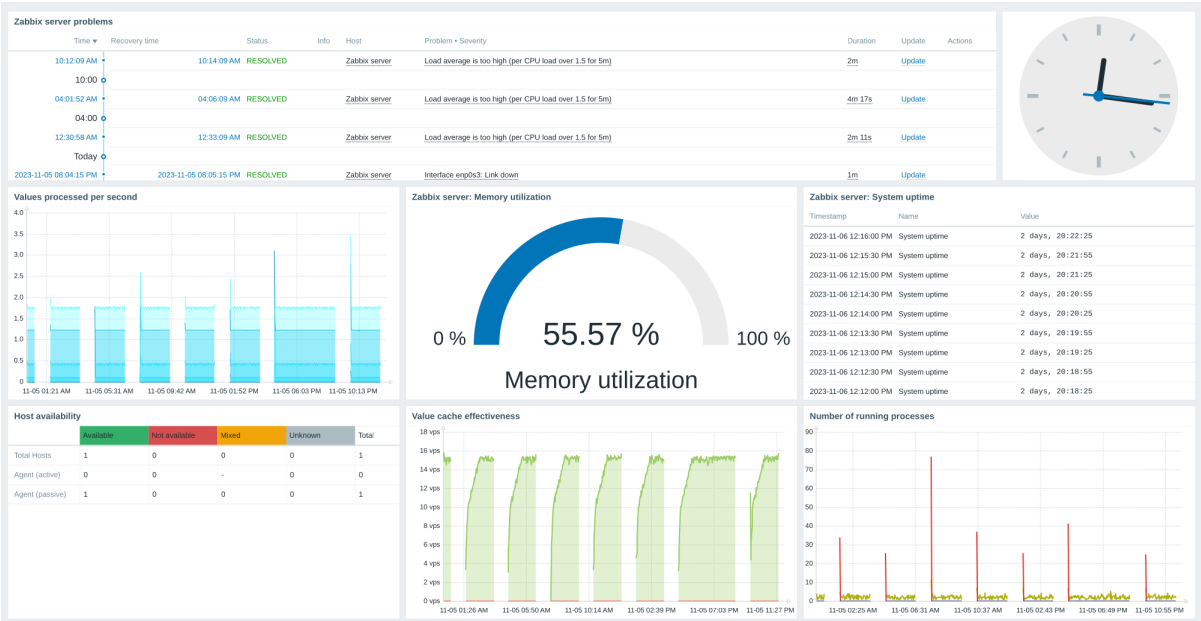 Zabbix server problems
Time ▼ Recovery time Status Info Host Problem • Severity Duration Update Actions
10:12:09 AM 10:14:09 AM RESOLVED Zabbix server Load average is too high (per CPU load over 1.5 for 5m) 2m Update
10:00
04:01:52 AM 04:06:09 AM RESOLVED Zabbix server Load average is too high (per CPU load over 1.5 for 5m) 4m 17s Update
04:00
12:30:58 AM 12:33:09 AM RESOLVED Zabbix server Load average is too high (per CPU load over 1.5 for 5m) 2m 11s Update
Today
2023-11-05 08:04:15 PM 2023-11-05 08:05:15 PM RESOLVED Zabbix server Interface enp0s3: Link down 1m Update
Values processed per second
4.0
3.5
3.0
2.5
2.0
1.5
1.0
0.5
0
11-05 01:21 AM 11-05 05:31 AM 11-05 09:42 AM 11-05 01:52 PM 11-05 06:03 PM 11-05 10:13 PM
Zabbix server: Memory utilization
0 % 55.57 % 100 %
Memory utilization
Zabbix server: System uptime
Timestamp Name Value
2023-11-06 12:16:00 PM System uptime 2 days, 20:22:25
2023-11-06 12:15:30 PM System uptime 2 days, 20:21:55
2023-11-06 12:15:00 PM System uptime 2 days, 20:21:25
2023-11-06 12:14:30 PM System uptime 2 days, 20:20:55
2023-11-06 12:14:00 PM System uptime 2 days, 20:20:25
2023-11-06 12:13:30 PM System uptime 2 days, 20:19:55
2023-11-06 12:13:00 PM System uptime 2 days, 20:19:25
2023-11-06 12:12:30 PM System uptime 2 days, 20:18:55
2023-11-06 12:12:00 PM System uptime 2 days, 20:18:25
Host availability
Available Not available Mixed Unknown Total
Total Hosts 1 0 0 0 1
Agent (active) 0 0 - 0 0
Agent (passive) 1 0 0 0 1
Value cache effectiveness
18 vps
16 vps
14 vps
12 vps
10 vps
8 vps
6 vps
4 vps
2 vps
0 vps
11-05 01:26 AM 11-05 05:50 AM 11-05 10:14 AM 11-05 02:39 PM 11-05 07:03 PM 11-05 11:27 PM
Number of running processes
90
80
70
60
50
40
30
20
10
0
11-05 02:25 AM 11-05 06:31 AM 11-05 10:37 AM 11-05 02:43 PM 11-05 06:49 PM 11-05 10:55 PM